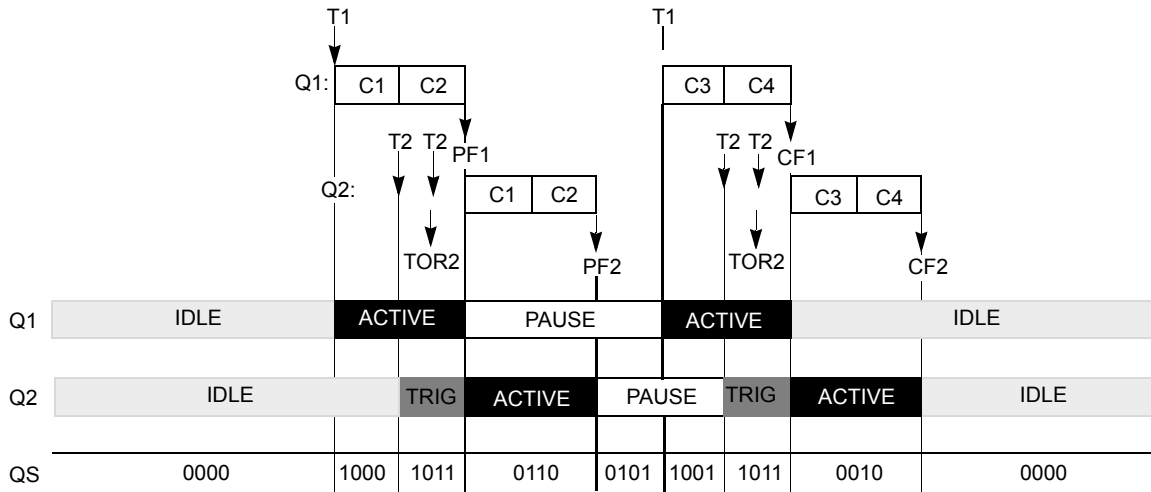 T1 T1
Q1: C1 C2 C3 C4
T2 T2 PF1 T2 T2 CF1
Q2: C1 C2 C3 C4
TOR2 PF2 TOR2 CF2
Q1 IDLE ACTIVE PAUSE ACTIVE IDLE
Q2 IDLE TRIG ACTIVE PAUSE TRIG ACTIVE IDLE
QS 0000 1000 1011 0110 0101 1001 1011 0010 0000